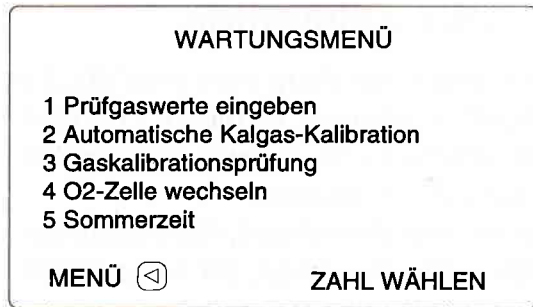 WARTUNGSMENÜ
1 Prüfgaswerte eingeben
2 Automatische Kalgas-Kalibration
3 Gaskalibrationsprüfung
4 O2-Zelle wechseln
5 Sommerzeit
MENÜ ZAHL WÄHLEN